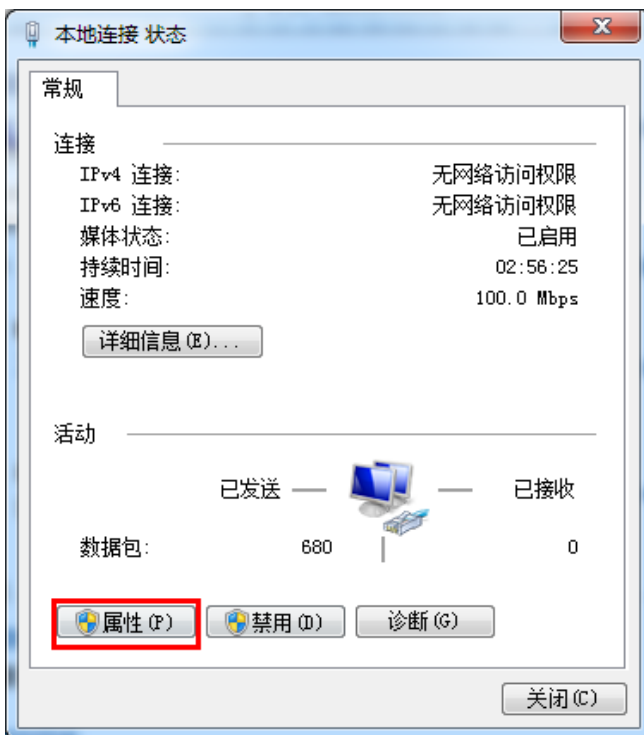 本地连接 状态
常规
连接
IPv4 连接: 无网络访问权限
IPv6 连接: 无网络访问权限
媒体状态: 已启用
持续时间: 02:56:25
速度: 100.0 Mbps
详细信息(E)...
活动
已发送 — — 已接收
数据包: 680 0
属性(P) 禁用(D) 诊断(G)
关闭(C)